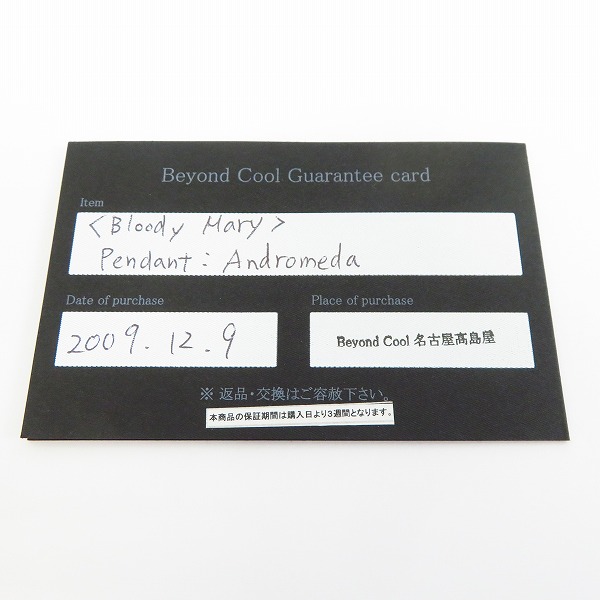 Beyond Cool Guarantee card
Item
<Bloody Mary>
Pendant : Andromeda
Date of purchase
Place of purchase
2009.12.9
Beyond Cool 名古屋髙島屋
※ 返品・交換はご容赦下さい。
本商品の保証期間は購入日より3週間となります。